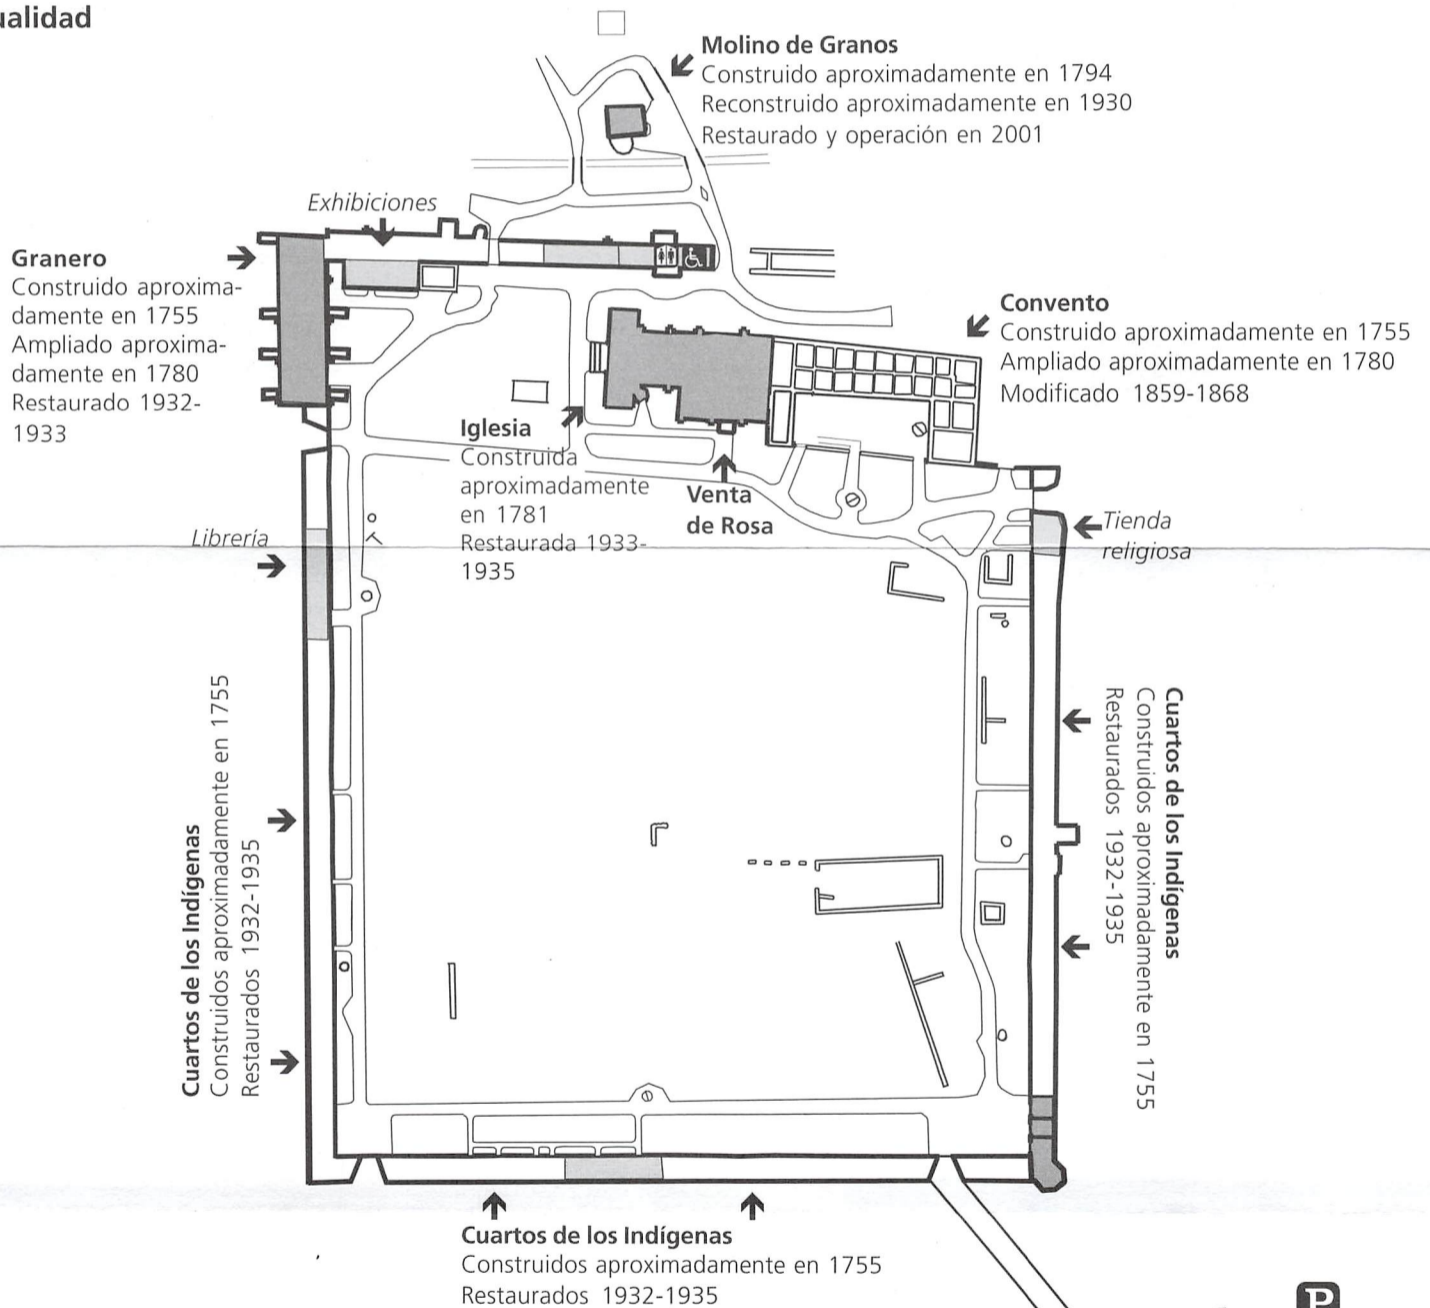 ualidad
Molino de Granos
Construido aproximadamente en 1794
Reconstruido aproximadamente en 1930
Restaurado y operación en 2001
Exhibiciones
Granero
Construido aproxima-
damente en 1755
Ampliado aproxima-
damente en 1780
Restaurado 1932-
1933
Convento
Construido aproximadamente en 1755
Ampliado aproximadamente en 1780
Modificado 1859-1868
Iglesia
Construida
aproximadamente
en 1781
Restaurada 1933-
1935
Venta
de Rosa
Tienda
religiosa
Librería
Cuartos de los Indígenas
Construidos aproximadamente en 1755
Restaurados 1932-1935
Cuartos de los Indígenas
Construidos aproximadamente en 1755
Restaurados 1932-1935
Cuartos de los Indígenas
Construidos aproximadamente en 1755
Restaurados 1932-1935
P